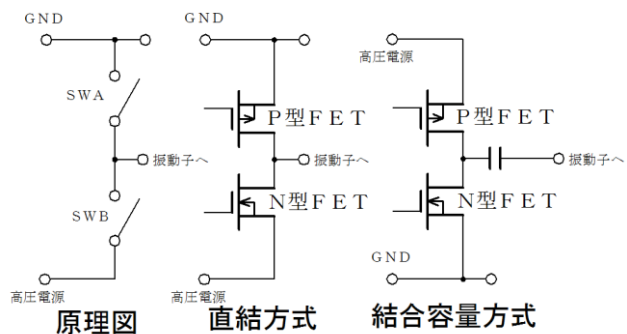 GND
SWA
振動子へ
SWB
高圧電源
原理図
GND
P型FET
振動子へ
N型FET
高圧電源
直結方式
高圧電源
P型FET
振動子へ
N型FET
GND
結合容量方式